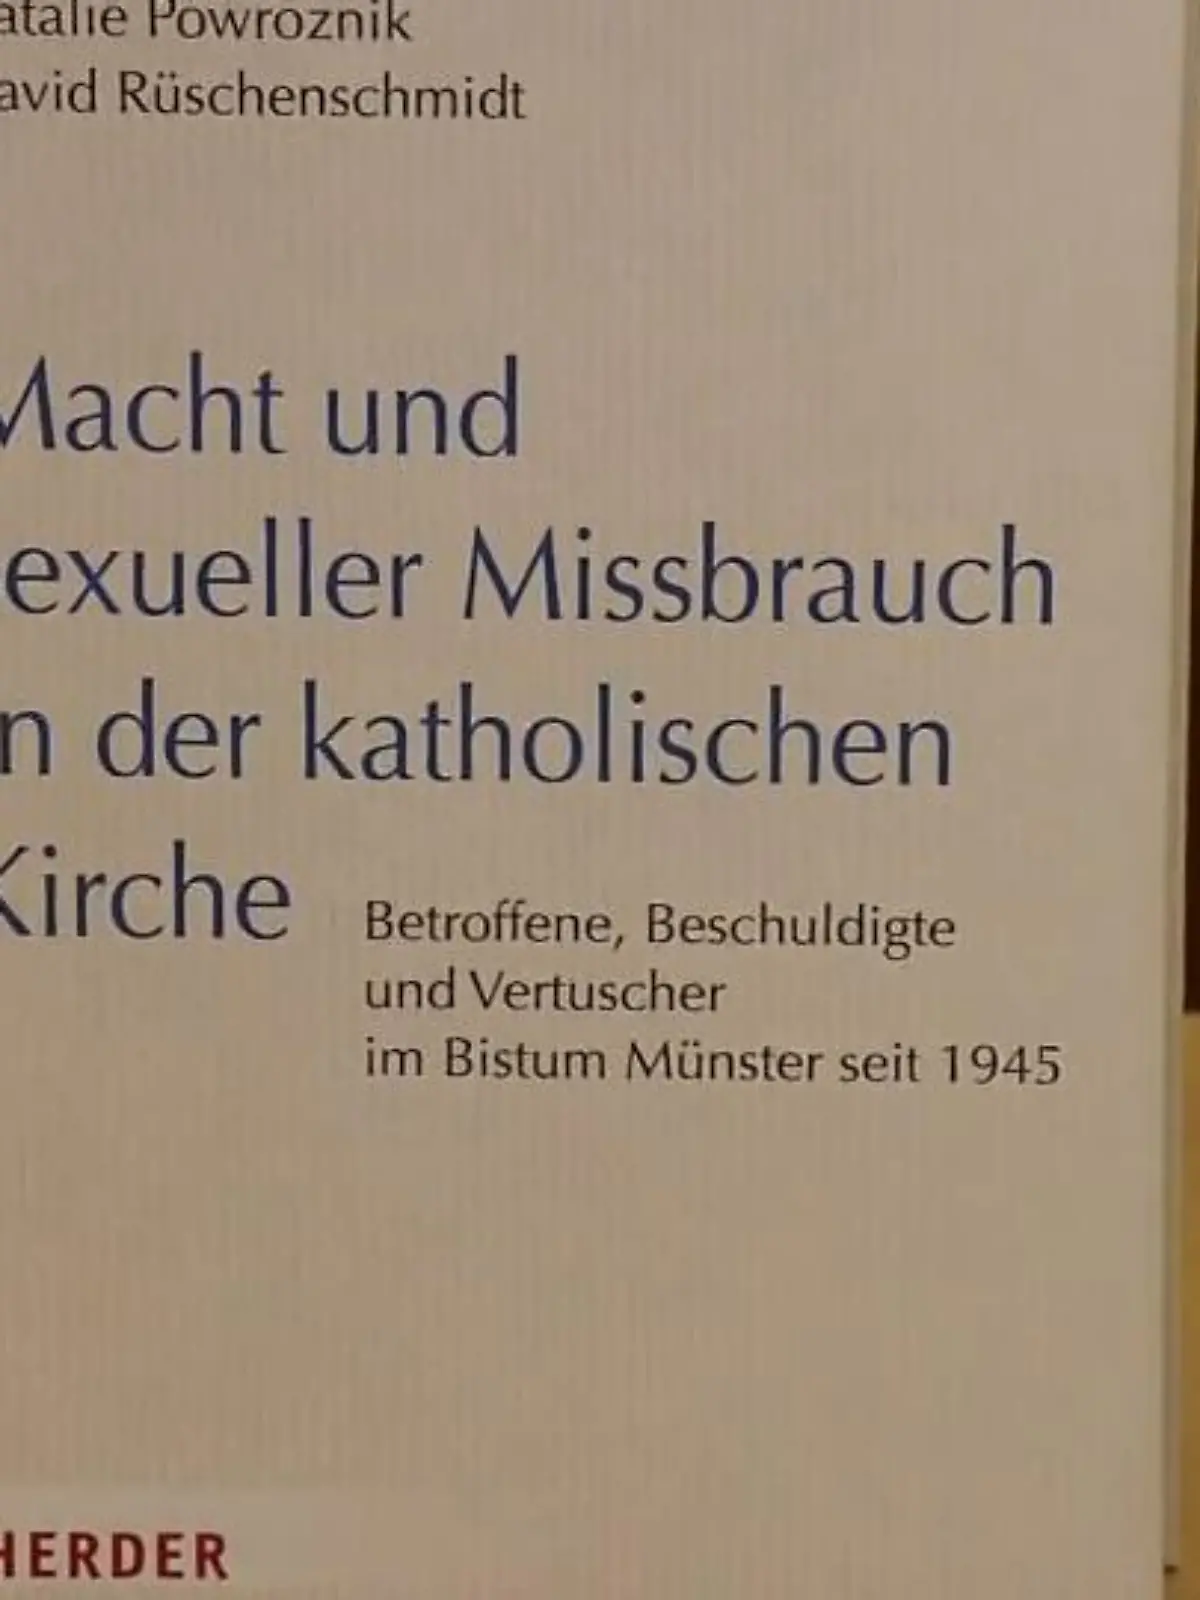 atalie Powroznik
avid Rüschenschmidt
Macht und
exueller Missbrauch
n der katholischen
Kirche
Betroffene, Beschuldigte
und Vertuscher
im Bistum Münster seit 1945
HERDER